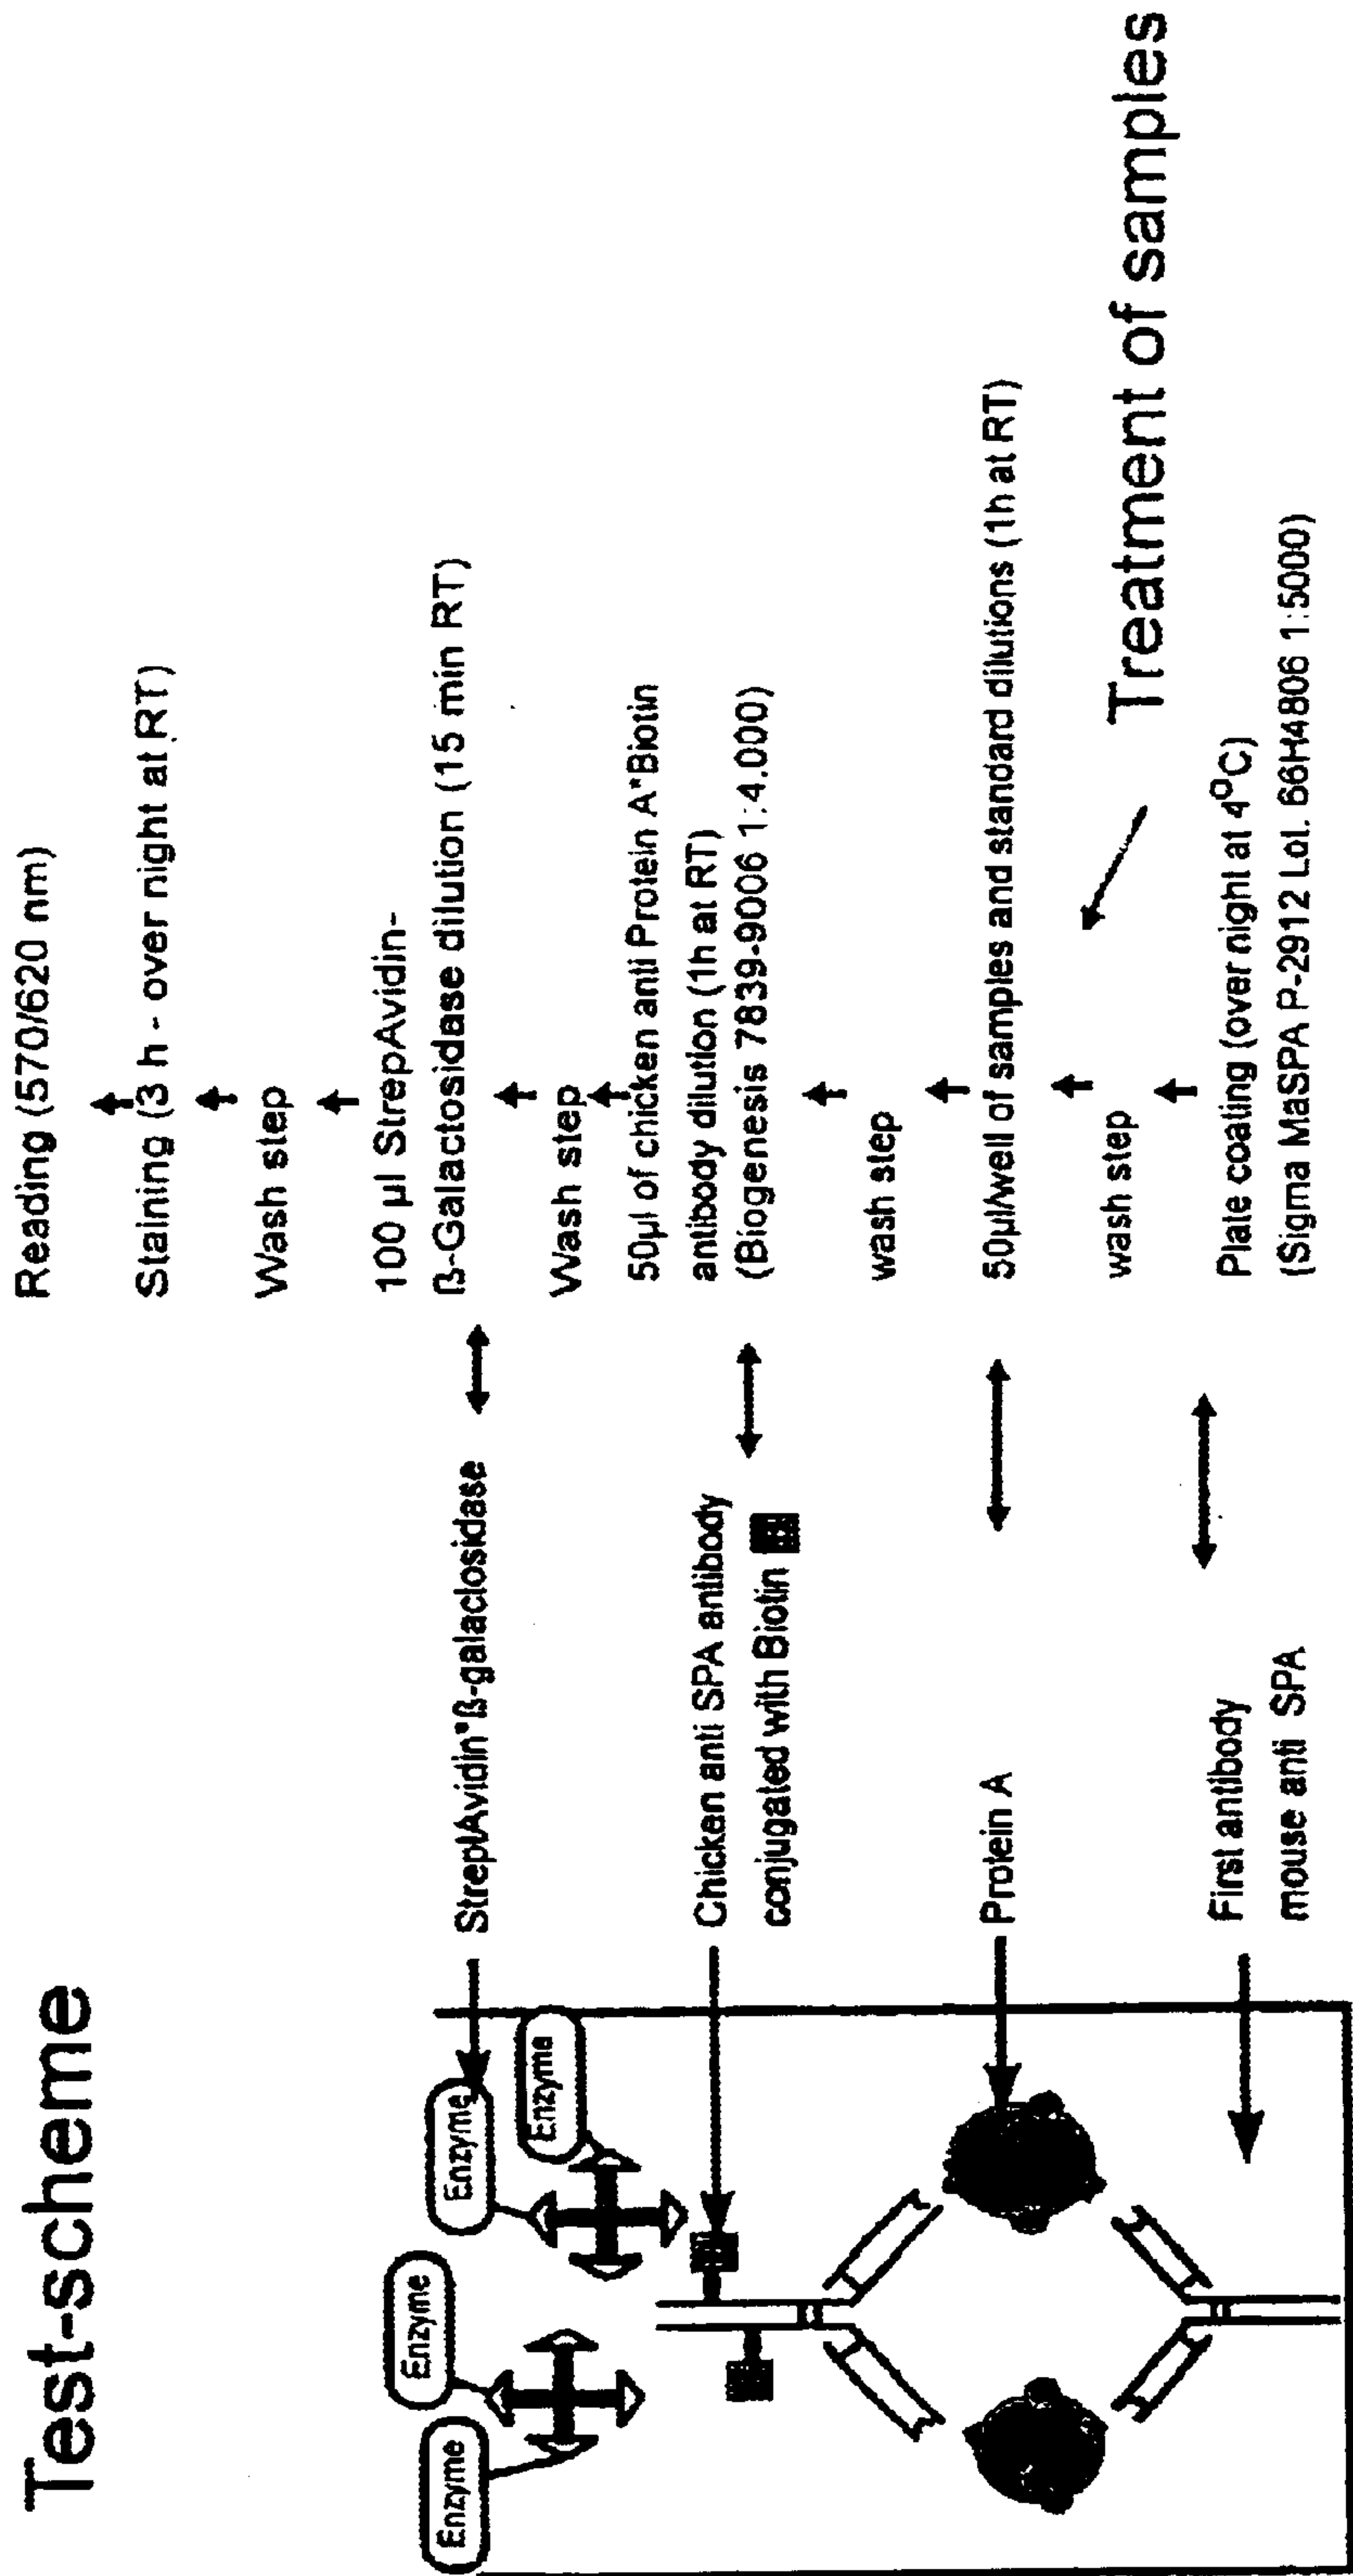 Test-scheme
Reading (570/620 nm)
Staining (3 h - over night at RT)
Wash step
100 µl StrepAvidin-
ß-Galactosidase dilution (15 min RT)
Wash step
50µl of chicken anti Protein A*Biotin
antibody dilution (1h at RT)
(Biogenesis 7839-9006 1:4.000)
wash step
50µl/well of samples and standard dilutions (1h at RT)
wash step
Treatment of samples
Plate coating (over night at 4°C)
(Sigma MaSPA P-2912 Lot. 66H4806 1:5000)
StreptAvidin*ß-galactosidase
Chicken anti SPA antibody
conjugated with Biotin
Protein A
First antibody
mouse anti SPA
Enzyme
Enzyme
Enzyme
Enzyme